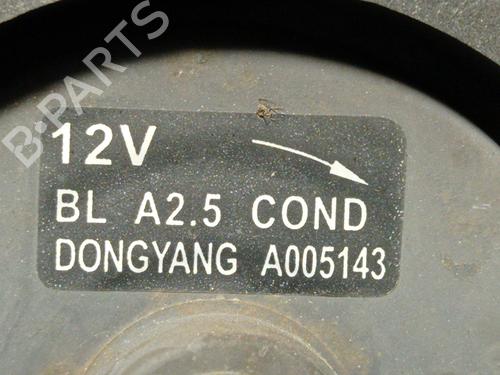 B-PARTS
12V
BL A2.5 COND
DONGYANG A005143